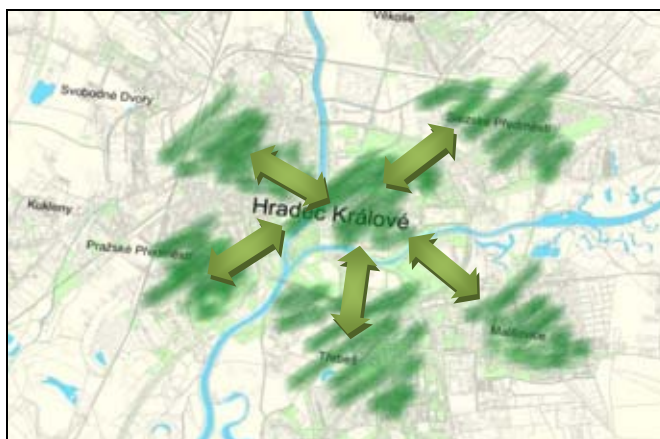 Věkoše
Svobodné Dvory
Slezské Předměstí
Kukleny
Hradec Králové
Pražské Předměstí
Malšovice
Třebeš